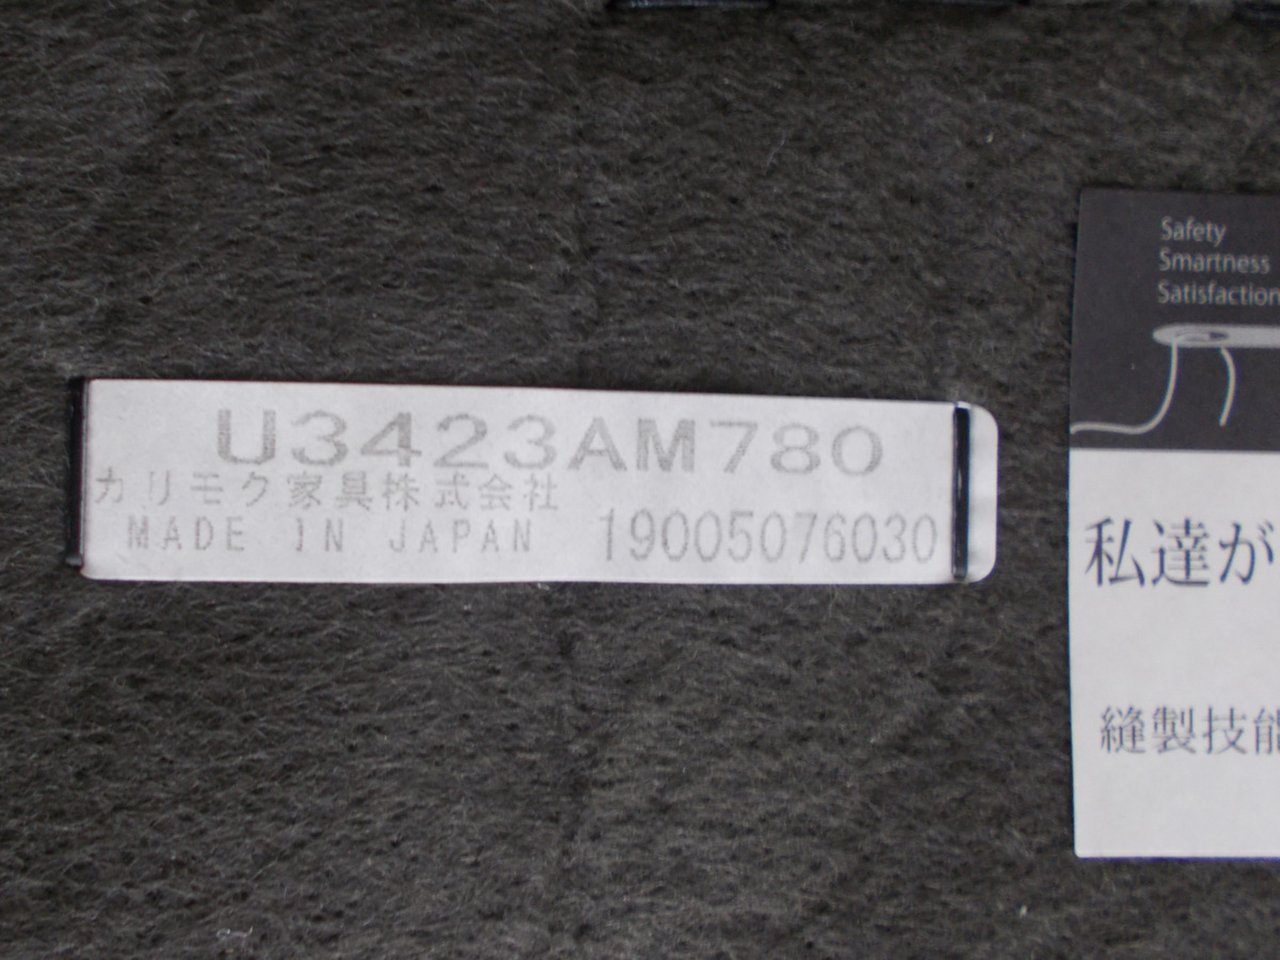 U3423AM780
カリモク家具株式会社
MADE IN JAPAN 19005076030
Safety
Smartness
Satisfaction
私達が
縫製技能